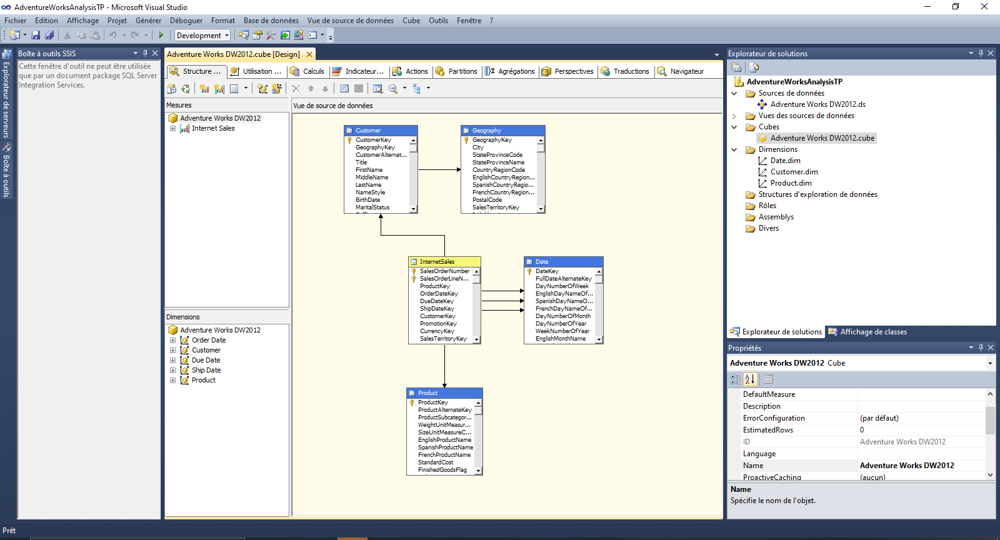 AdventureWorksAnalysisTP - Microsoft Visual Studio
Fichier Edition Affichage Projet Générer Déboguer Format Base de données Vue de source de données Cube Outils Fenêtre ?
Development
Explorateur de serveurs
Boîte à outils
Boîte à outils SSIS
Cette fenêtre d'outil ne peut être utilisée
que par un document package SQL Server
Integration Services.
Adventure Works DW2012.cube [Design]
Structure ... Utilisation ... Calculs Indicateur... Actions Partitions Agrégations Perspectives Traductions Navigateur
Mesures
Adventure Works DW2012
Internet Sales
Dimensions
Adventure Works DW2012
Order Date
Customer
Due Date
Ship Date
Product
Vue de source de données
Customer
CustomerKey
GeographyKey
CustomerAlternat...
Title
FirstName
MiddleName
LastName
NameStyle
BirthDate
MaritalStatus
Geography
GeographyKey
City
StateProvinceCode
StateProvinceName
CountryRegionCode
EnglishCountryRegion...
SpanishCountryRegio...
FrenchCountryRegion...
PostalCode
SalesTerritoryKey
InternetSales
SalesOrderNumber
SalesOrderLineN...
ProductKey
OrderDateKey
DueDateKey
ShipDateKey
CustomerKey
PromotionKey
CurrencyKey
SalesTerritoryKey
Date
DateKey
FullDateAlternateKey
DayNumberOfWeek
EnglishDayNameOf...
SpanishDayNameO...
FrenchDayNameOf...
DayNumberOfMonth
DayNumberOfYear
WeekNumberOfYear
EnglishMonthName
Product
ProductKey
ProductAlternateKey
ProductSubcategor...
WeightUnitMeasur...
SizeUnitMeasureC...
EnglishProductName
SpanishProductName
FrenchProductName
StandardCost
FinishedGoodsFlag
Explorateur de solutions
AdventureWorksAnalysisTP
Sources de données
Adventure Works DW2012.ds
Vues des sources de données
Cubes
Adventure Works DW2012.cube
Dimensions
Date.dim
Customer.dim
Product.dim
Structures d'exploration de données
Rôles
Assemblys
Divers
Explorateur de solutions Affichage de classes
Propriétés
Adventure Works DW2012 Cube
DefaultMeasure
Description
ErrorConfiguration (par défaut)
EstimatedRows 0
ID Adventure Works DW2012
Language
Name Adventure Works DW2012
ProactiveCaching (aucun)
Name
Spécifie le nom de l'objet.
Prêt